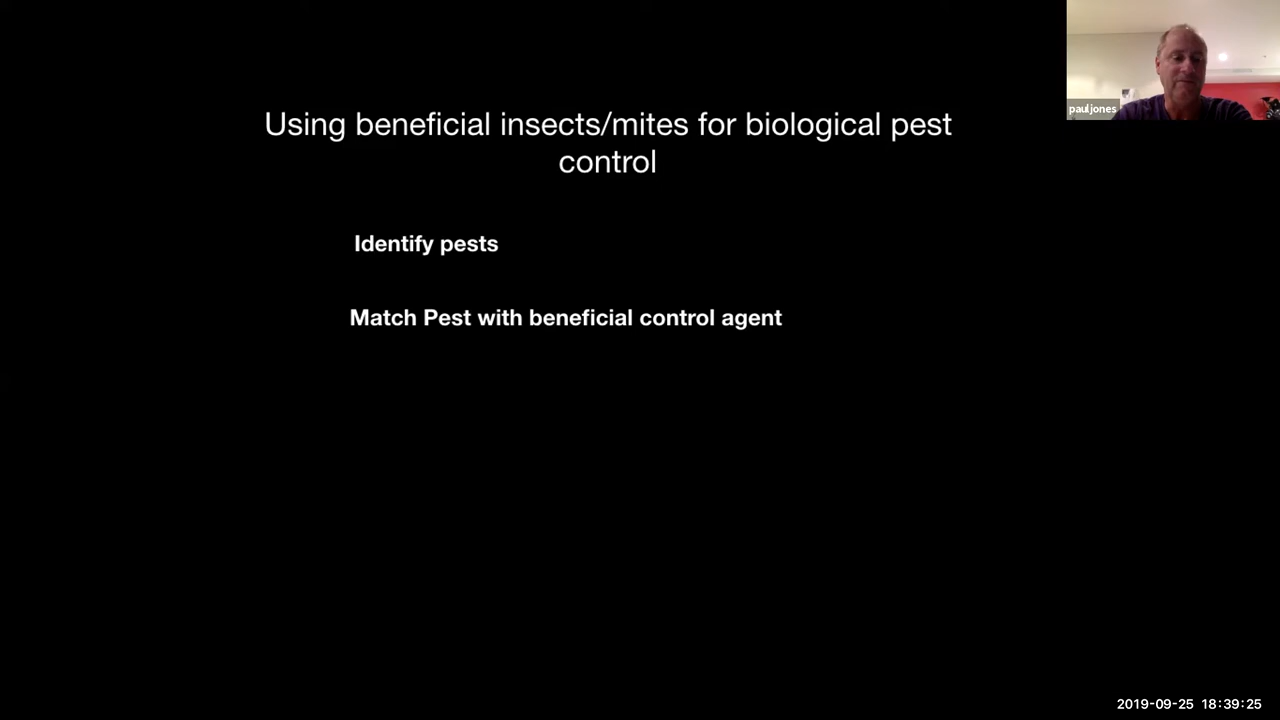 pauljones
Using beneficial insects/mites for biological pest
control
Identify pests
Match Pest with beneficial control agent
2019-09-25 18:39:25